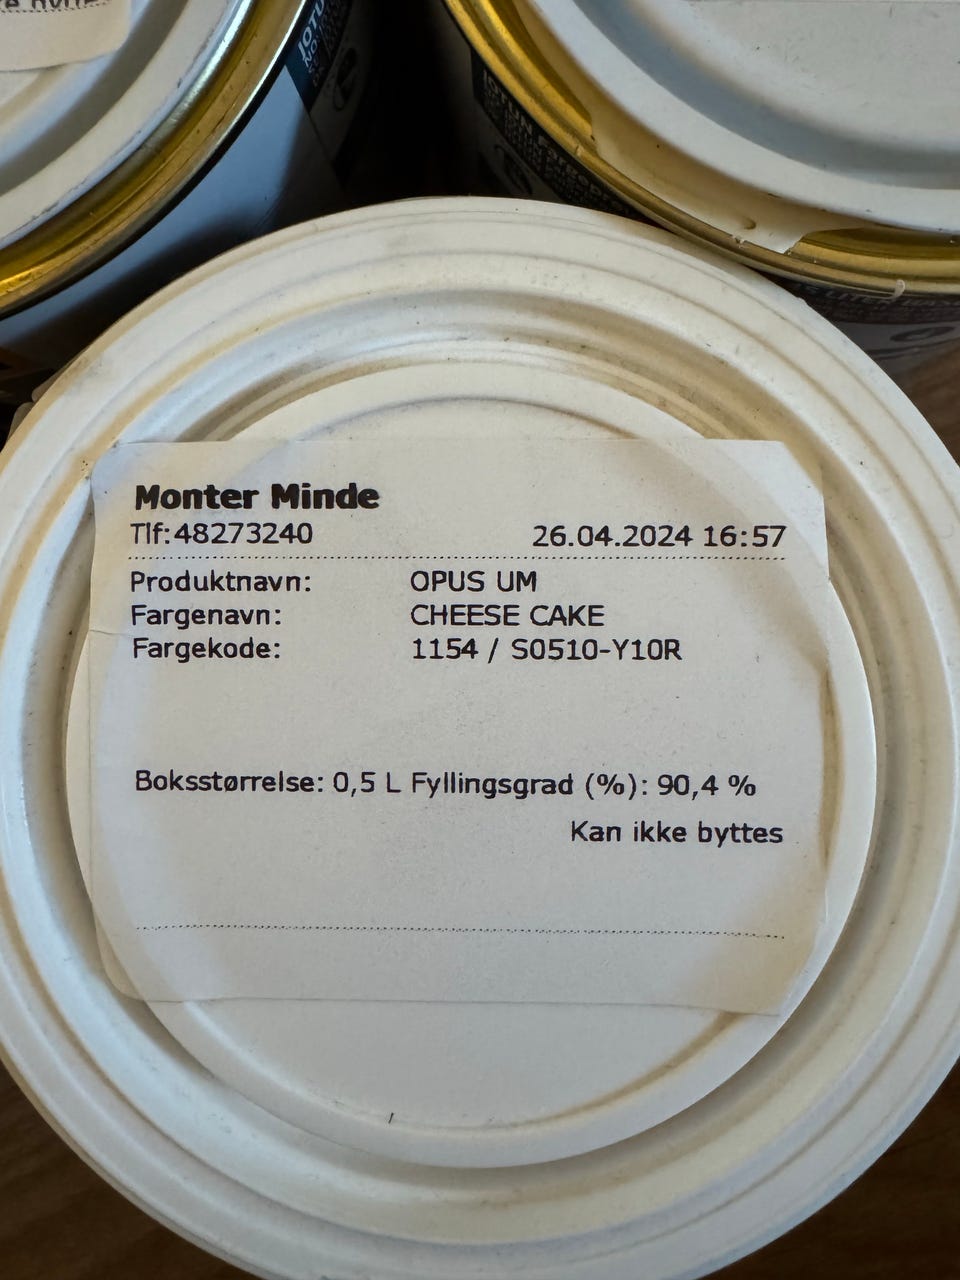 JOTUN
Monter Minde
Tlf:48273240 26.04.2024 16:57
Produktnavn: OPUS UM
Fargenavn: CHEESE CAKE
Fargekode: 1154 / S0510-Y10R
Boksstørrelse: 0,5 L Fyllingsgrad (%): 90,4 %
Kan ikke byttes